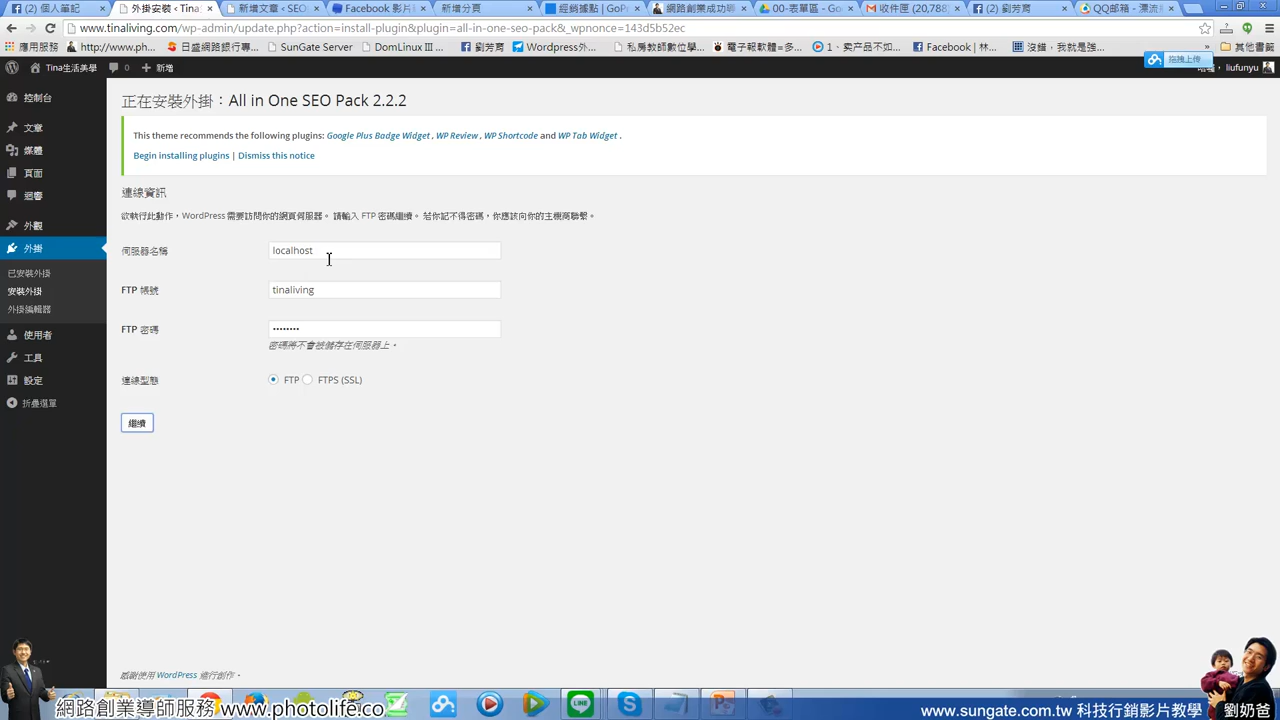 (2) 個人筆記
外掛安裝 ‹ Tina
新增文章 ‹ SEO
Facebook 影片
新增分頁
經銷據點 | GoPr
網路創業成功
00-表單區 - Go
收件匣 (20,788)
(2) 劉芳育
QQ邮箱 - 漂流
www.tinaliving.com/wp-admin/update.php?action=install-plugin&plugin=all-in-one-seo-pack&_wpnonce=143d5b52ec
應用服務
http://www.ph...
日盛網路銀行專...
SunGate Server
DomLinux III...
劉芳育
Wordpress外...
私房教師數位學...
電子報軟體=多...
1、卖产品不如...
Facebook | 林...
沒錯，我就是強...
»
其他書籤
拖拽上传
Tina生活美學
0
新增
liufunyu
控制台
文章
媒體
頁面
迴響
外觀
外掛
已安裝外掛
安裝外掛
外掛編輯器
使用者
工具
設定
折疊選單
正在安裝外掛：All in One SEO Pack 2.2.2
This theme recommends the following plugins: Google Plus Badge Widget , WP Review , WP Shortcode and WP Tab Widget .
Begin installing plugins | Dismiss this notice
連線資訊
欲執行此動作，WordPress 需要訪問你的網頁伺服器。 請輸入 FTP 密碼繼續。 若你記不得密碼，你應該向你的主機商聯繫。
伺服器名稱
localhost
FTP 帳號
tinaliving
FTP 密碼
••••••••
密碼將不會被儲存在伺服器上。
連線型態
FTP
FTPS (SSL)
繼續
感謝使用 WordPress 進行創作。
網路創業導師服務 www.photolife.co
www.sungate.com.tw 科技行銷影片教學
劉奶爸